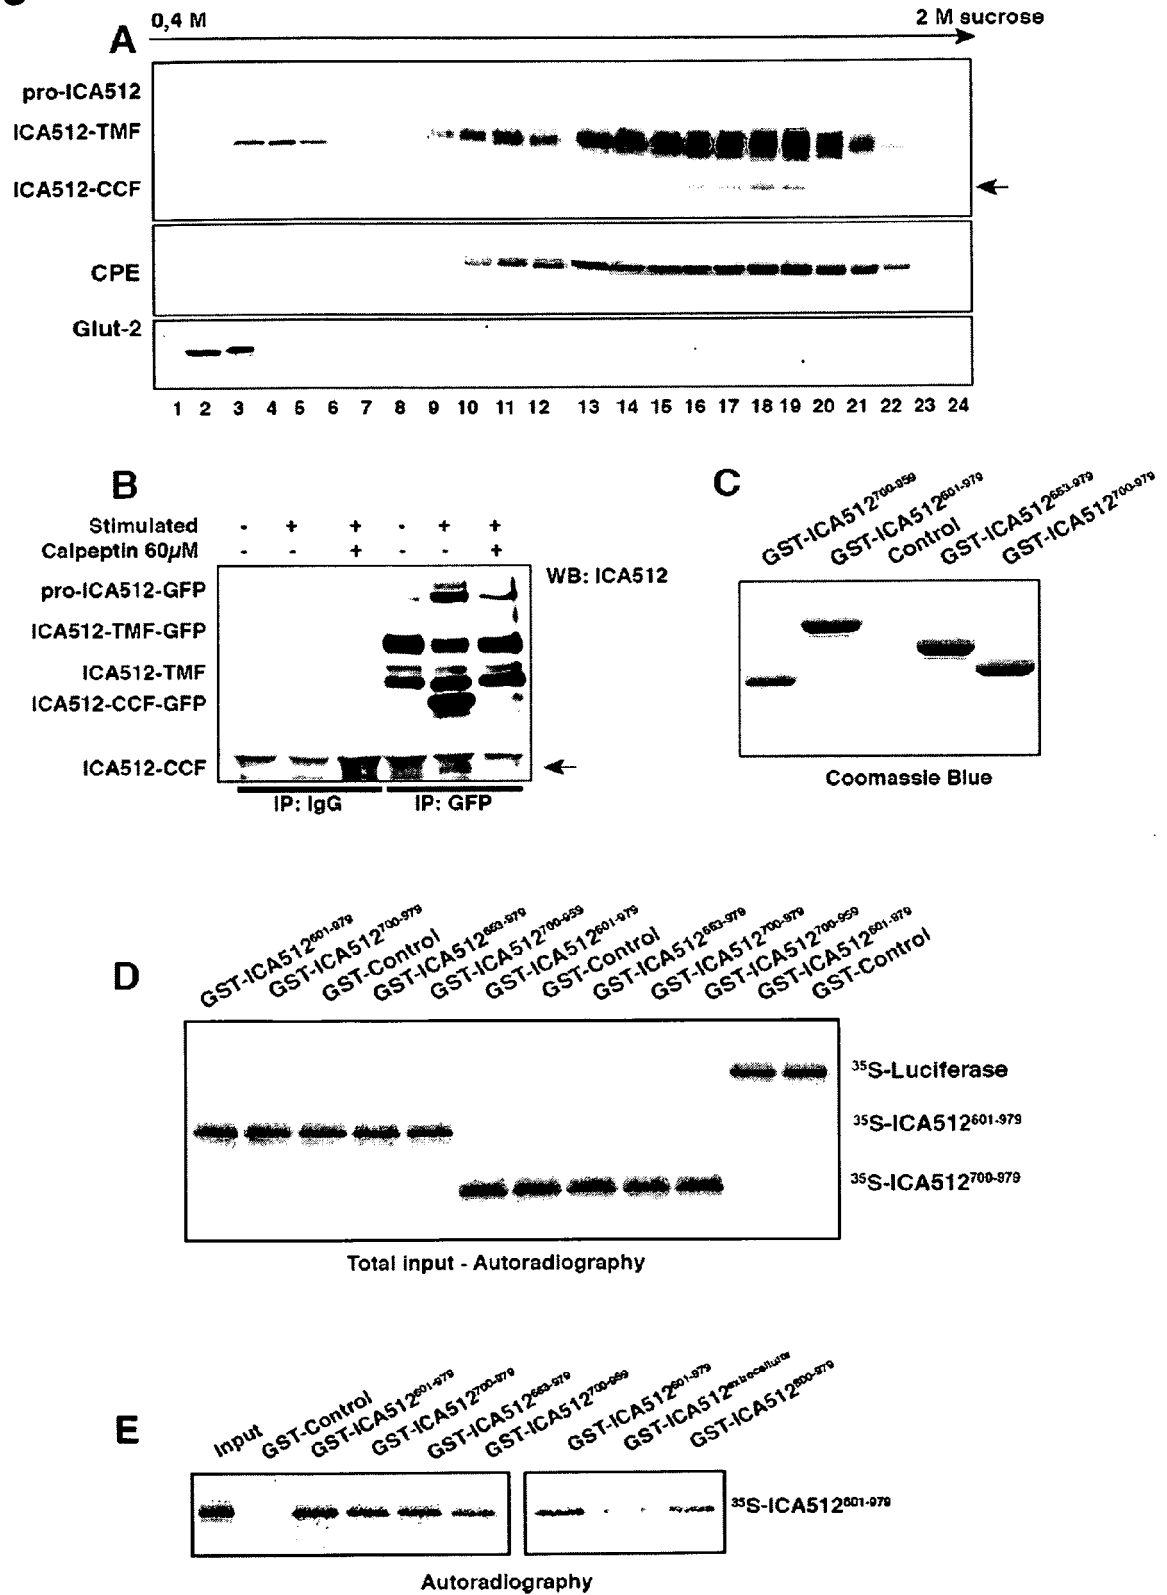 0,4 M 2 M sucrose
A
pro-ICA512
ICA512-TMF
ICA512-CCF
CPE
Glut-2
1 2 3 4 5 6 7 8 9 10 11 12 13 14 15 16 17 18 19 20 21 22 23 24
B
Stimulated - + + - + +
Calpeptin 60µM - - + - - +
pro-ICA512-GFP
ICA512-TMF-GFP
ICA512-TMF
ICA512-CCF-GFP
ICA512-CCF
WB: ICA512
IP: IgG IP: GFP
C
GST-ICA512700-959
GST-ICA512601-979
Control
GST-ICA512663-979
GST-ICA512700-979
Coomassie Blue
D
GST-ICA512601-979
GST-ICA512700-979
GST-Control
GST-ICA512663-979
GST-ICA512700-959
GST-ICA512601-979
GST-Control
GST-ICA512663-979
GST-ICA512700-979
GST-ICA512700-959
GST-ICA512601-979
GST-Control
35S-Luciferase
35S-ICA512601-979
35S-ICA512700-979
Total input - Autoradiography
E
Input
GST-Control
GST-ICA512601-979
GST-ICA512700-979
GST-ICA512663-979
GST-ICA512700-959
GST-ICA512601-979
GST-ICA512extracellular
GST-ICA512800-979
35S-ICA512601-979
Autoradiography